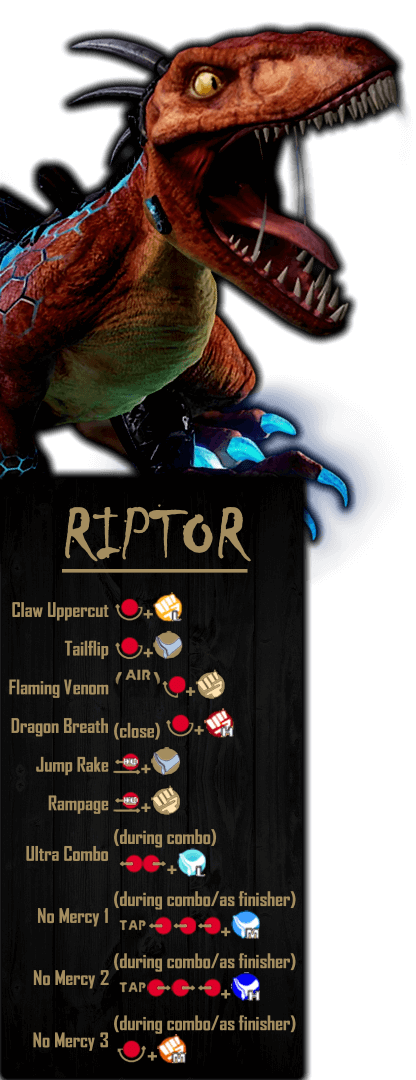 RIPTOR
Claw Uppercut + L
Tailflip +
Flaming Venom (AIR) +
Dragon Breath (close) + M
Jump Rake +
Rampage +
(during combo)
Ultra Combo + L
(during combo/as finisher)
No Mercy 1 TAP + M
(during combo/as finisher)
No Mercy 2 TAP + H
(during combo/as finisher)
No Mercy 3 + M